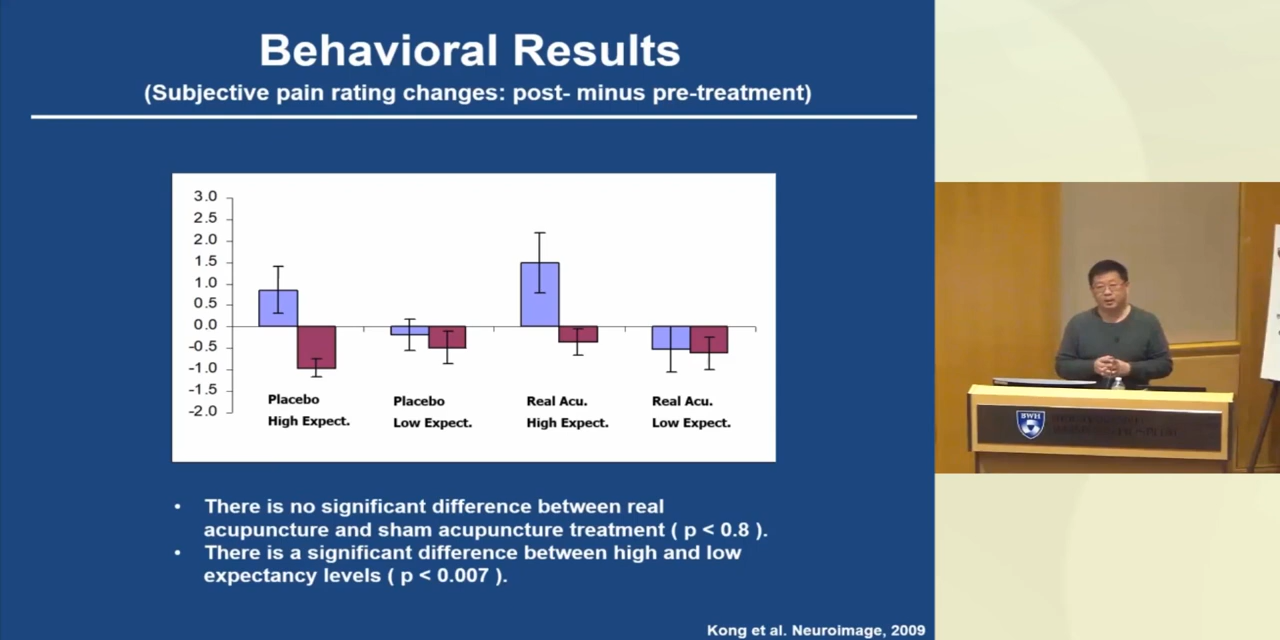 Behavioral Results
(Subjective pain rating changes: post- minus pre-treatment)
3.0
2.5
2.0
1.5
1.0
0.5
0.0
-0.5
-1.0
-1.5
-2.0
Placebo
High Expect.
Placebo
Low Expect.
Real Acu.
High Expect.
Real Acu.
Low Expect.
• There is no significant difference between real
acupuncture and sham acupuncture treatment ( p < 0.8 ).
• There is a significant difference between high and low
expectancy levels ( p < 0.007 ).
Kong et al. Neuroimage, 2009
BWH